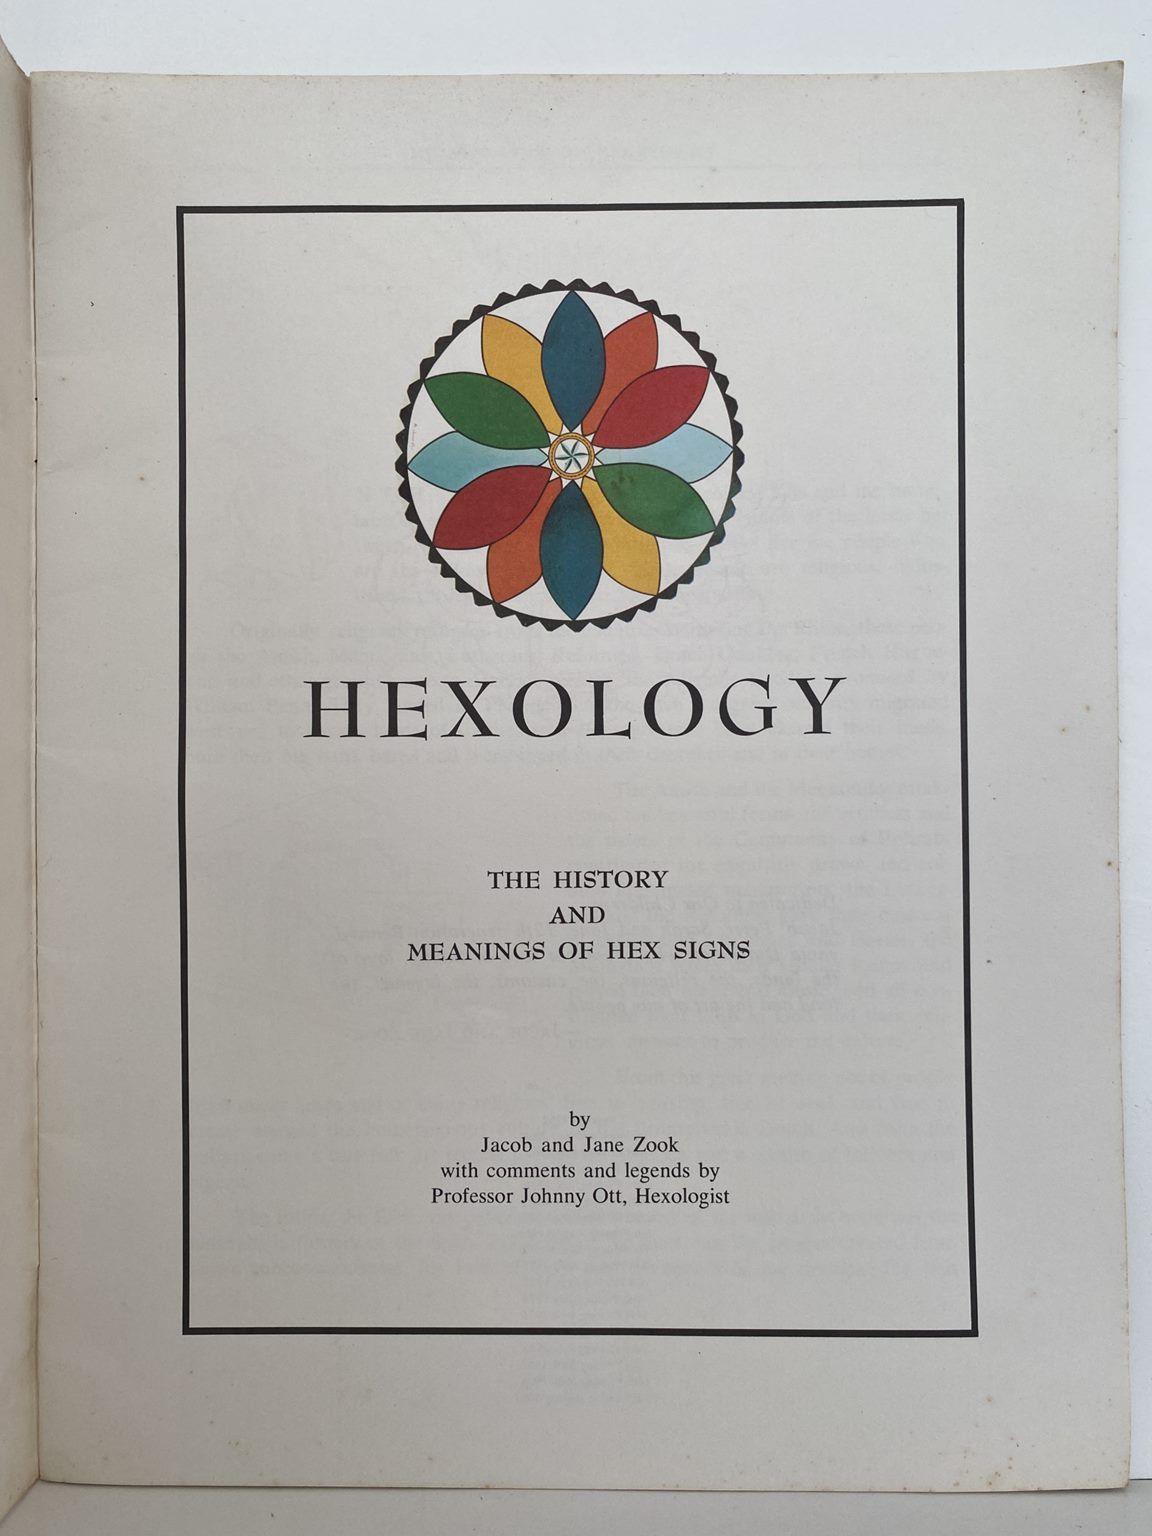 HEXOLOGY
THE HISTORY
AND
MEANINGS OF HEX SIGNS
by
Jacob and Jane Zook
with comments and legends by
Professor Johnny Ott, Hexologist